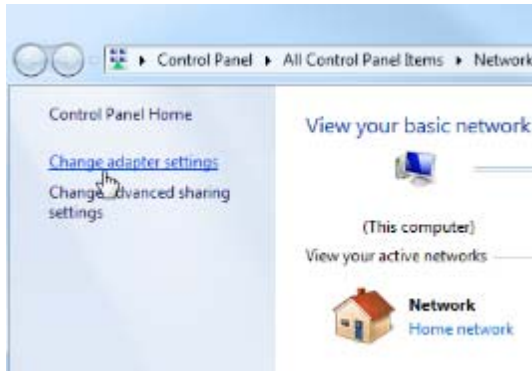 Control Panel ▸ All Control Panel Items ▸ Network
Control Panel Home
Change adapter settings
Change advanced sharing
settings
View your basic network
(This computer)
View your active networks
Network
Home network